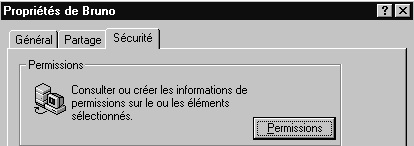 Propriétés de Bruno
Général Partage Sécurité
Permissions
Consulter ou créer les informations de
permissions sur le ou les éléments
sélectionnés.
Permissions